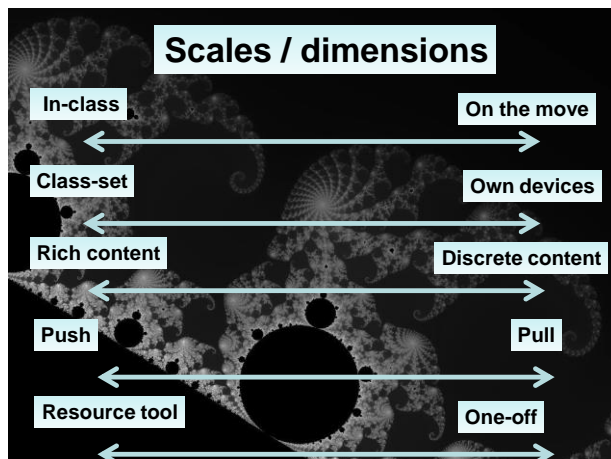 Scales / dimensions
In-class
On the move
Class-set
Own devices
Rich content
Discrete content
Push
Pull
Resource tool
One-off